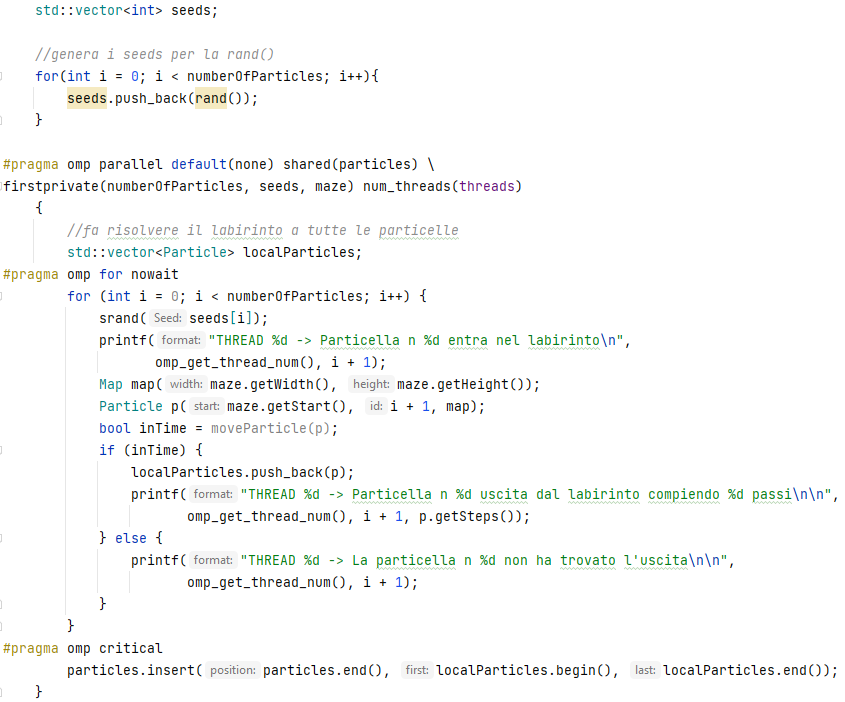 std::vector<int> seeds;
//genera i seeds per la rand()
for(int i = 0; i < numberOfParticles; i++){
seeds.push_back(rand());
}
#pragma omp parallel default(none) shared(particles) \
firstprivate(numberOfParticles, seeds, maze) num_threads(threads)
{
//fa risolvere il labirinto a tutte le particelle
std::vector<Particle> localParticles;
#pragma omp for nowait
for (int i = 0; i < numberOfParticles; i++) {
srand( Seed: seeds[i]);
printf( format: "THREAD %d -> Particella n %d entra nel labirinto\n",
omp_get_thread_num(), i + 1);
Map map( width: maze.getWidth(), height: maze.getHeight());
Particle p( start: maze.getStart(), id: i + 1, map);
bool inTime = moveParticle(p);
if (inTime) {
localParticles.push_back(p);
printf( format: "THREAD %d -> Particella n %d uscita dal labirinto compiendo %d passi\n\n",
omp_get_thread_num(), i + 1, p.getSteps());
} else {
printf( format: "THREAD %d -> La particella n %d non ha trovato l'uscita\n\n",
omp_get_thread_num(), i + 1);
}
}
#pragma omp critical
particles.insert( position: particles.end(), first: localParticles.begin(), last: localParticles.end());
}